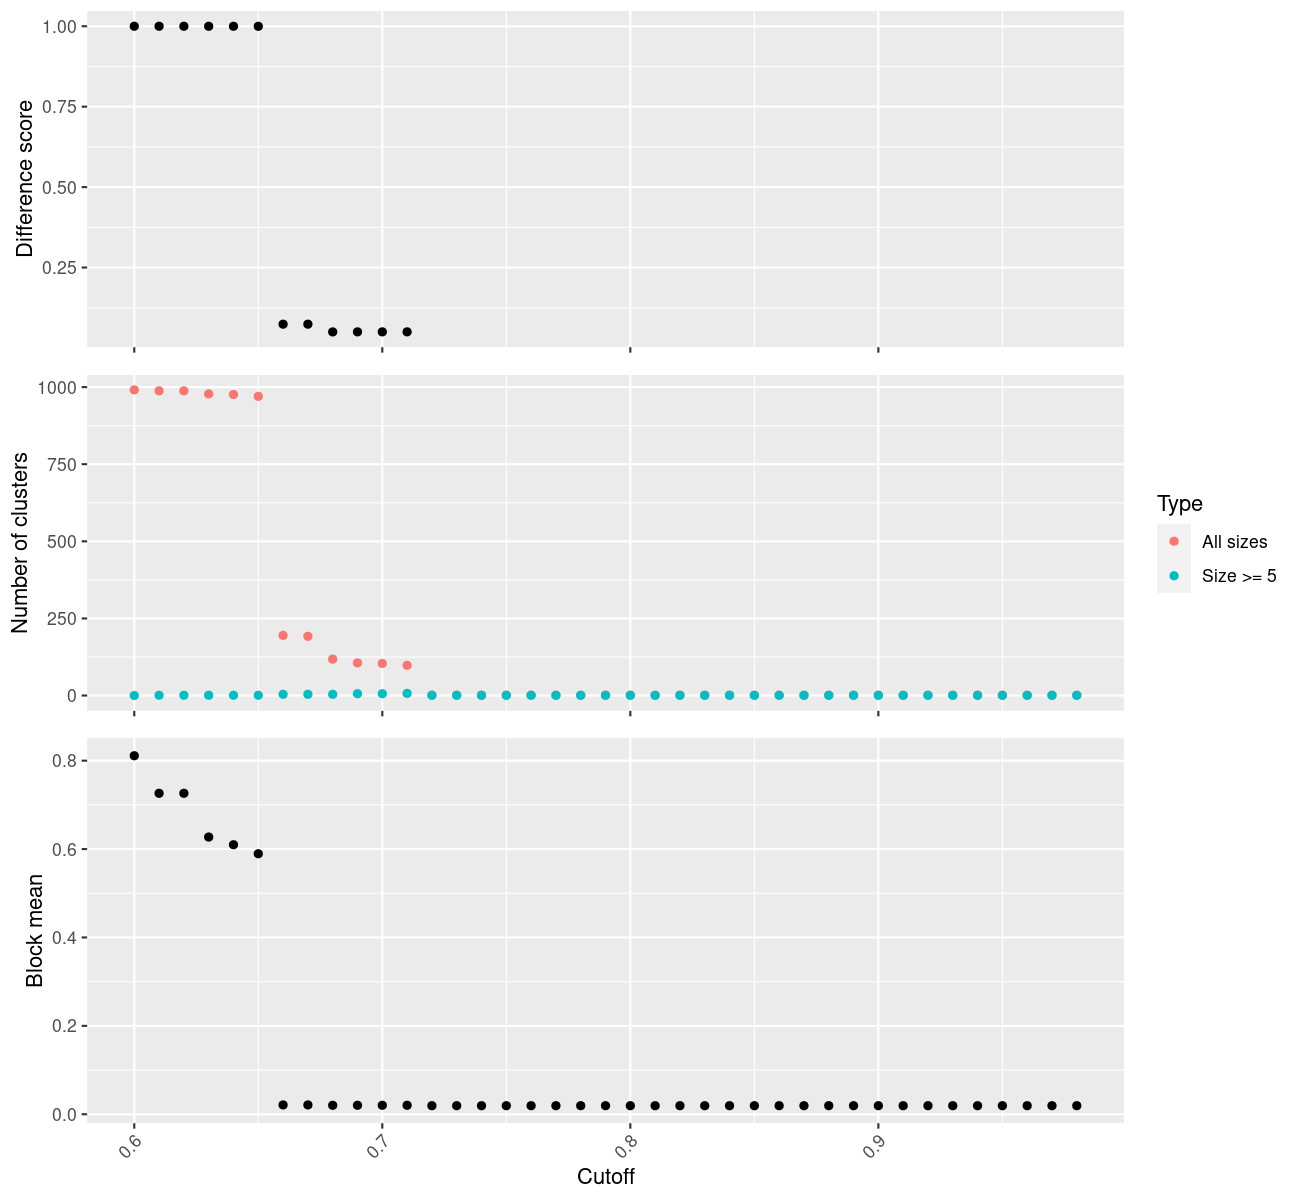 1.00
0.75
0.50
0.25
Difference score
1000
750
500
250
0
Number of clusters
Type
All sizes
Size >= 5
0.8
0.6
0.4
0.2
0.0
Block mean
0.6 0.7 0.8 0.9
Cutoff